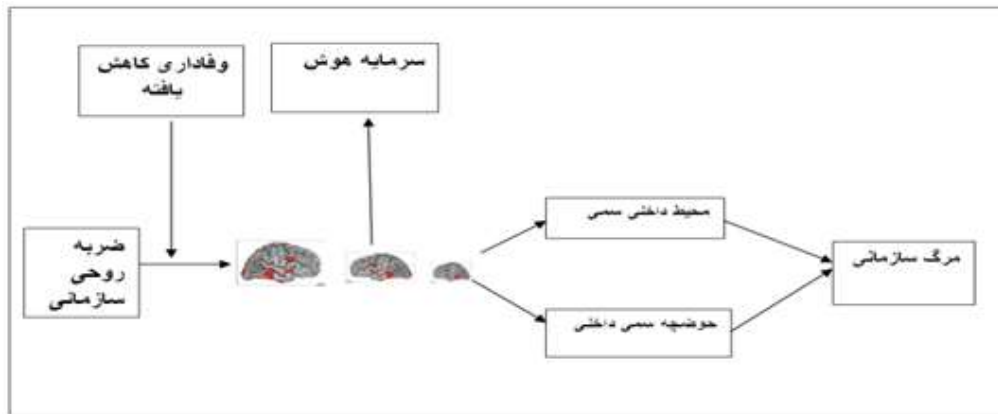 وفاداری کاهش
یافته
سرمایه هوش
ضربه
روحی
سازمانی
محیط داخلی سمی
حوضچه سمی داخلی
مرگ سازمانی